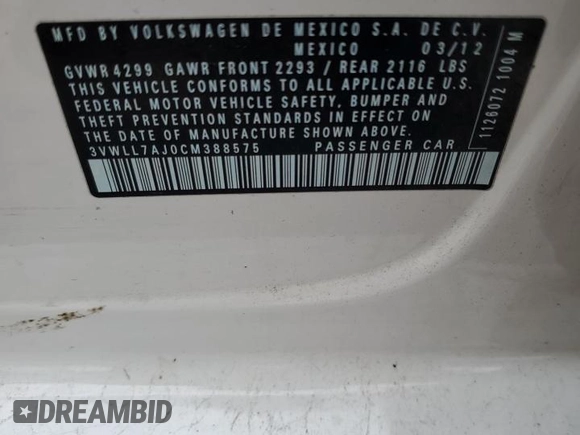 MFD BY VOLKSWAGEN DE MEXICO S.A. DE C.V.
MEXICO 03/12
GVWR 4299 GAWR FRONT 2293 / REAR 2116 LBS
THIS VEHICLE CONFORMS TO ALL APPLICABLE U.S.
FEDERAL MOTOR VEHICLE SAFETY, BUMPER AND
THEFT PREVENTION STANDARDS IN EFFECT ON
THE DATE OF MANUFACTURE SHOWN ABOVE.
3VWLL7AJ0CM388575 PASSENGER CAR
1126072 1004 M
DREAMBID